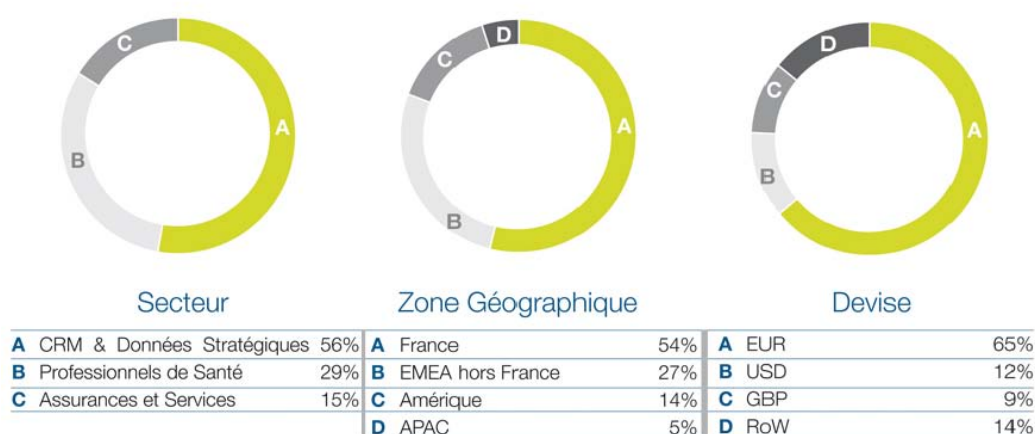 C
A
B
D
C
A
B
D
C
A
B
Secteur
A CRM & Données Stratégiques 56%
B Professionnels de Santé 29%
C Assurances et Services 15%
Zone Géographique
A France 54%
B EMEA hors France 27%
C Amérique 14%
D APAC 5%
Devise
A EUR 65%
B USD 12%
C GBP 9%
D RoW 14%